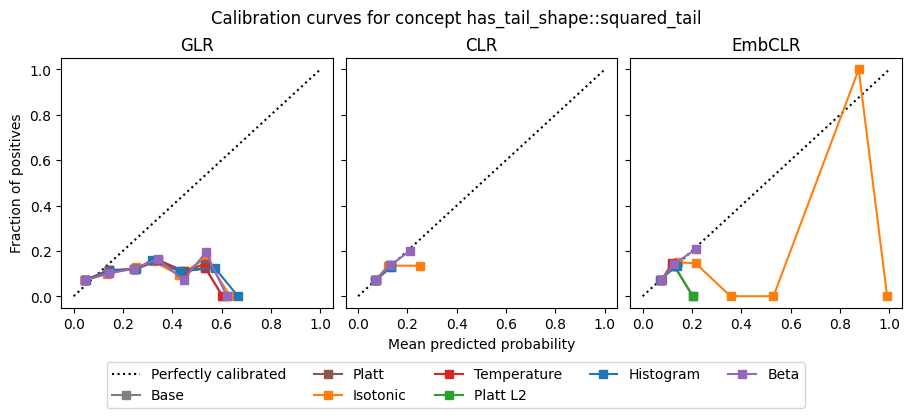 Calibration curves for concept has_tail_shape::squared_tail
GLR
CLR
EmbCLR
Fraction of positives
1.0
0.8
0.6
0.4
0.2
0.0
0.0 0.2 0.4 0.6 0.8 1.0
0.0 0.2 0.4 0.6 0.8 1.0
0.0 0.2 0.4 0.6 0.8 1.0
Mean predicted probability
Perfectly calibrated
Base
Platt
Isotonic
Temperature
Platt L2
Histogram
Beta